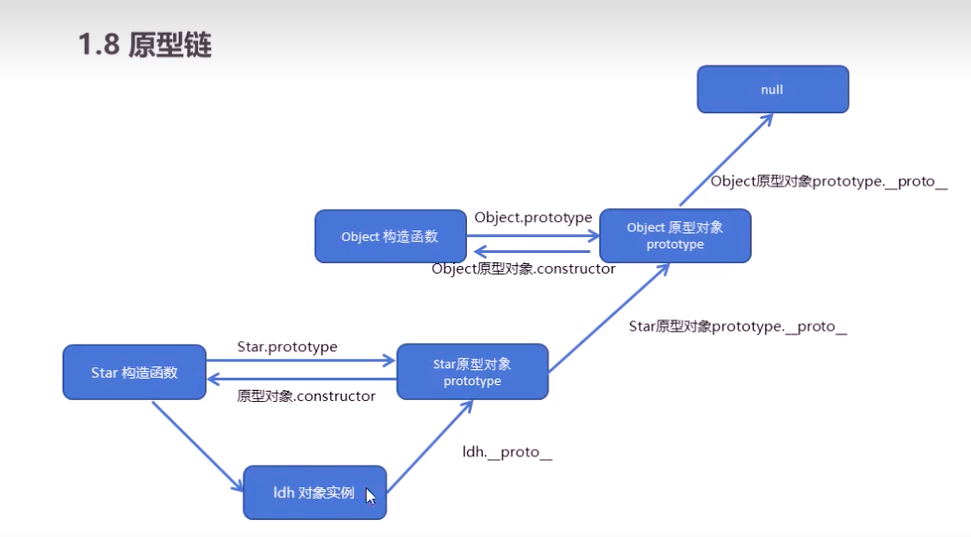 1.8 原型链
null
Object原型对象prototype.__proto__
Object.prototype
Object 构造函数
Object 原型对象
prototype
Object原型对象.constructor
Star原型对象prototype.__proto__
Star.prototype
Star 构造函数
Star原型对象
prototype
原型对象.constructor
ldh.__proto__
ldh 对象实例